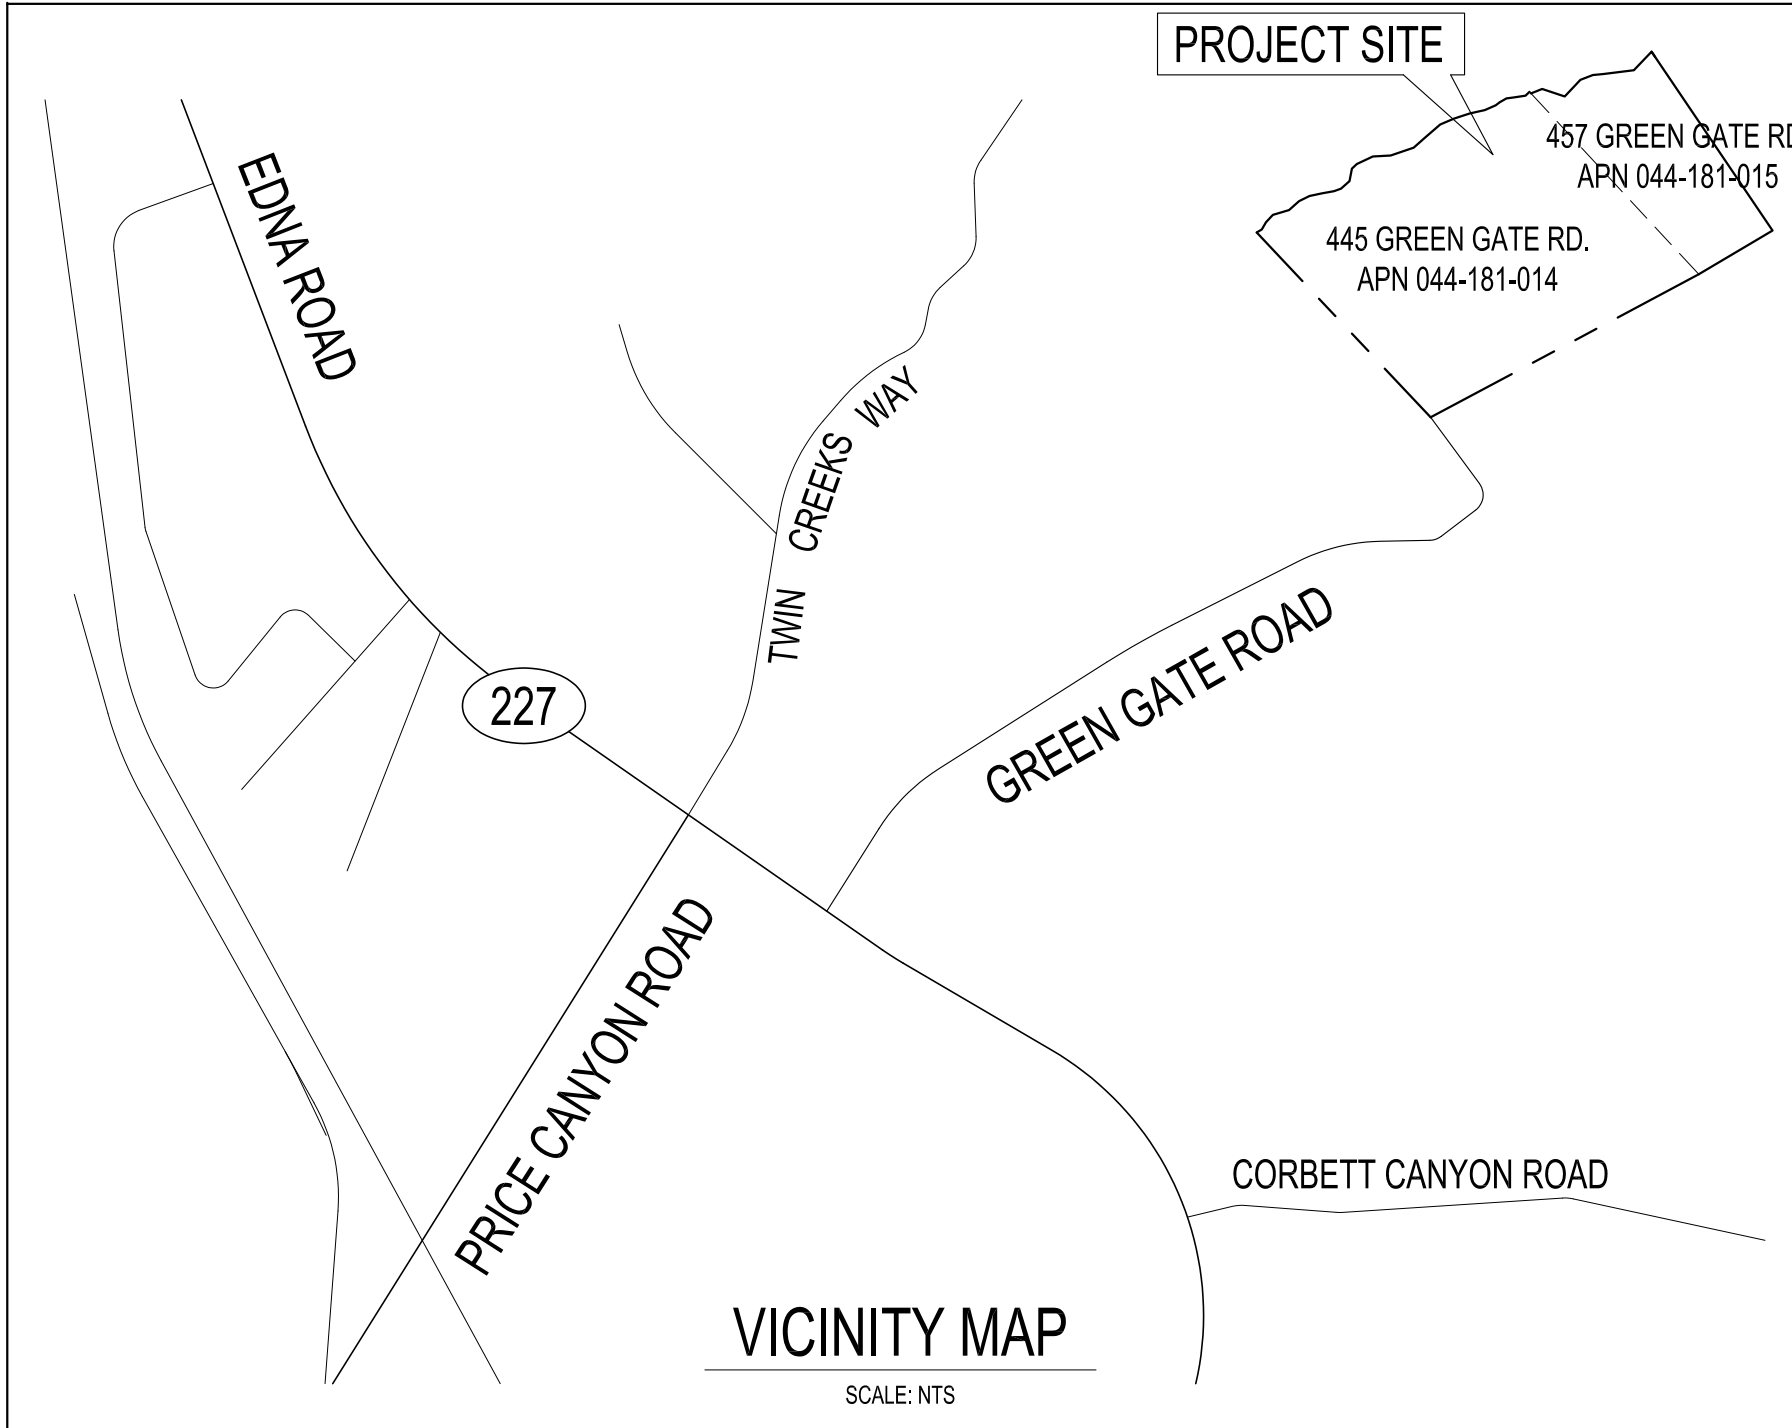 PROJECT SITE
457 GREEN GATE RD
APN 044-181-015
445 GREEN GATE RD.
APN 044-181-014
EDNA ROAD
TWIN CREEKS WAY
GREEN GATE ROAD
227
PRICE CANYON ROAD
CORBETT CANYON ROAD
VICINITY MAP
SCALE: NTS